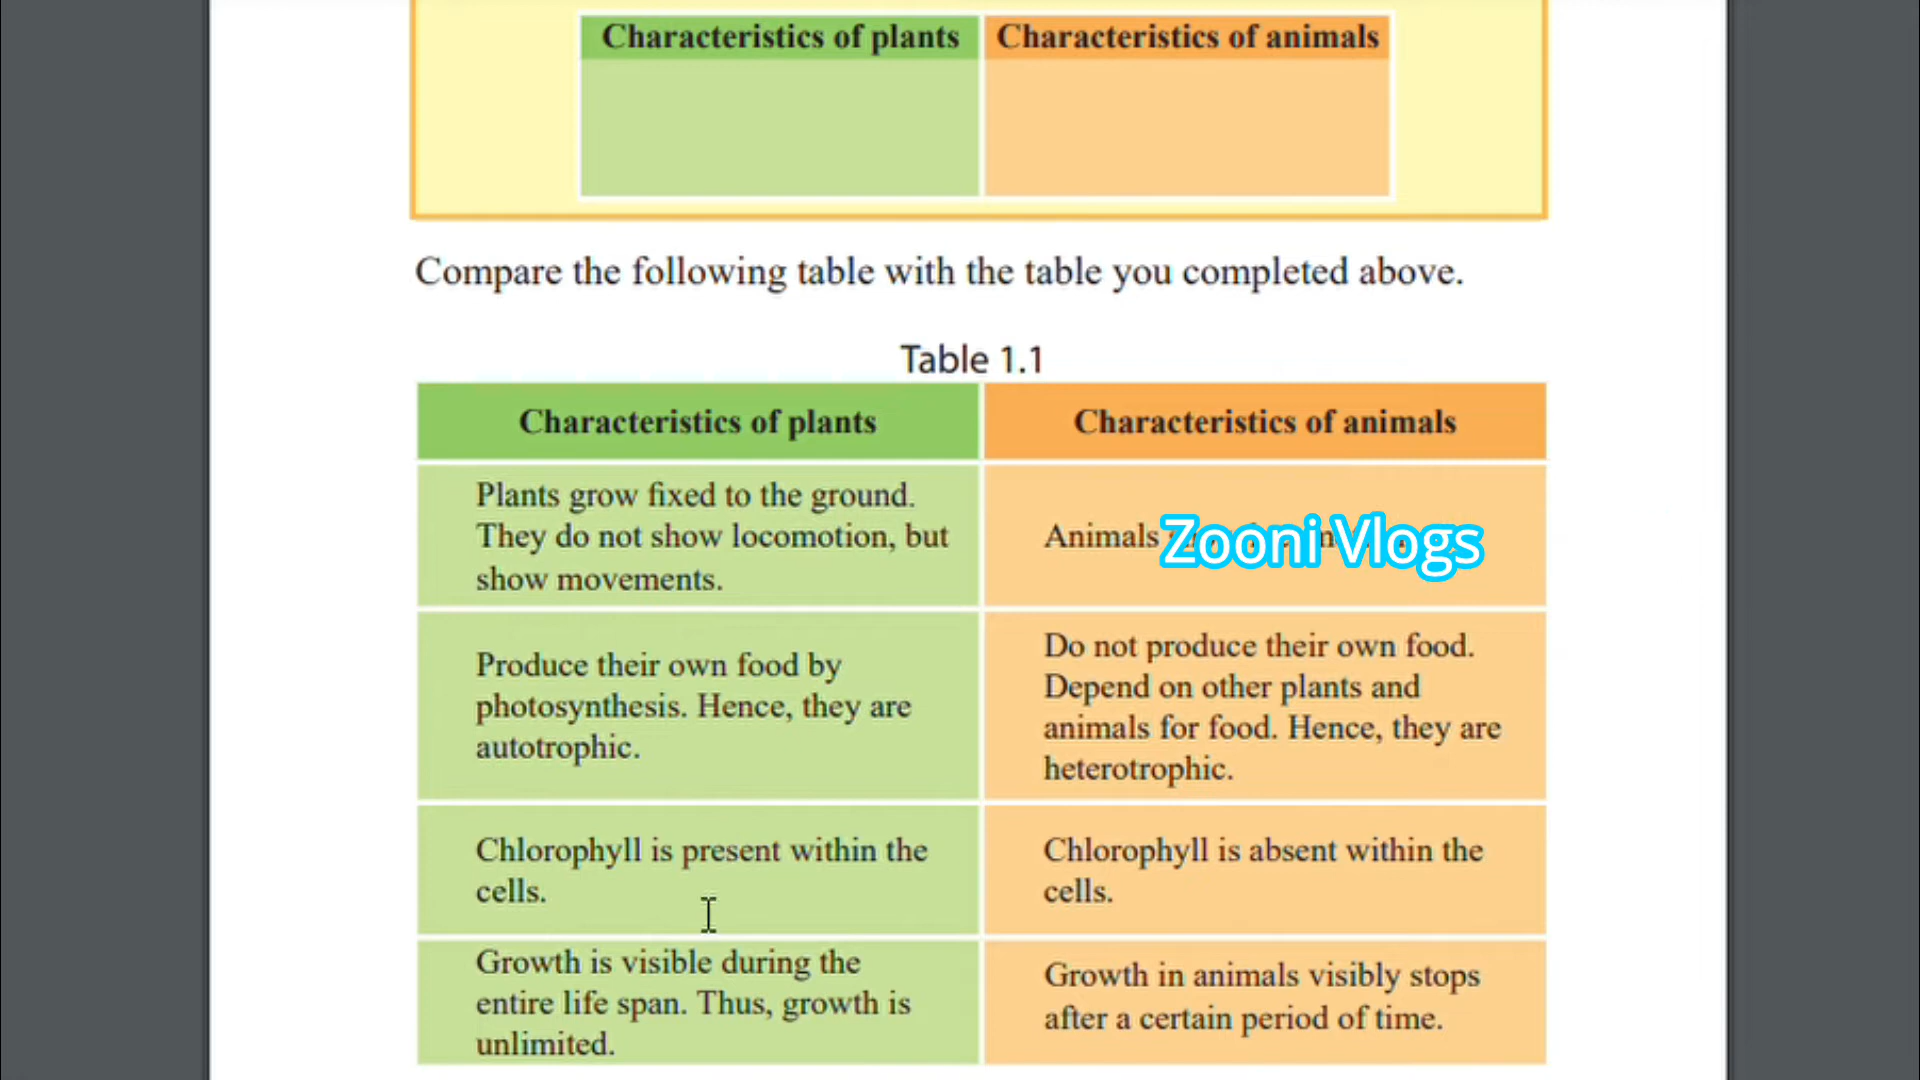 Characteristics of plants
Characteristics of animals
Compare the following table with the table you completed above.
Table 1.1
Characteristics of plants
Characteristics of animals
Plants grow fixed to the ground.
They do not show locomotion, but
show movements.
Animals
Zooni Vlogs
Produce their own food by
photosynthesis. Hence, they are
autotrophic.
Do not produce their own food.
Depend on other plants and
animals for food. Hence, they are
heterotrophic.
Chlorophyll is present within the
cells.
Chlorophyll is absent within the
cells.
Growth is visible during the
entire life span. Thus, growth is
unlimited.
Growth in animals visibly stops
after a certain period of time.